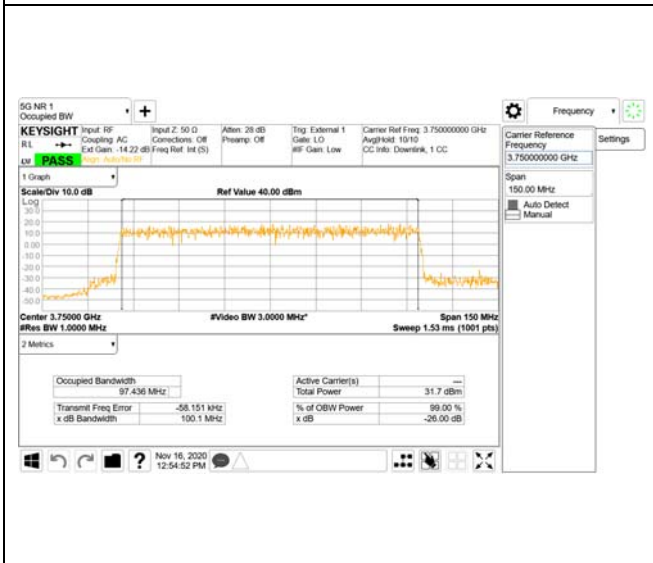 5G NR 1
Occupied BW
Frequency
KEYSIGHT
Input: RF
Coupling: AC
Ext Gain: -14.22 dB
Align: Auto/No RF
Input Z: 50 Ω
Corrections: Off
Freq Ref: Int (S)
Atten: 28 dB
Preamp: Off
Trig: External 1
Gate: LO
#IF Gain: Low
Carrier Ref Freq: 3.750000000 GHz
Avg|Hold: 10/10
CC Info: Downlink, 1 CC
RL
PASS
Carrier Reference
Frequency
3.750000000 GHz
Settings
Span
150.00 MHz
Auto Detect
Manual
1 Graph
Scale/Div 10.0 dB
Ref Value 40.00 dBm
Log
30.0
20.0
10.0
0.00
-10.0
-20.0
-30.0
-40.0
-50.0
Center 3.75000 GHz
#Video BW 3.0000 MHz*
Span 150 MHz
#Res BW 1.0000 MHz
Sweep 1.53 ms (1001 pts)
2 Metrics
Occupied Bandwidth
97.436 MHz
Transmit Freq Error -58.151 kHz
x dB Bandwidth 100.1 MHz
Active Carrier(s) ---
Total Power 31.7 dBm
% of OBW Power 99.00 %
x dB -26.00 dB
?
Nov 16, 2020
12:54:52 PM